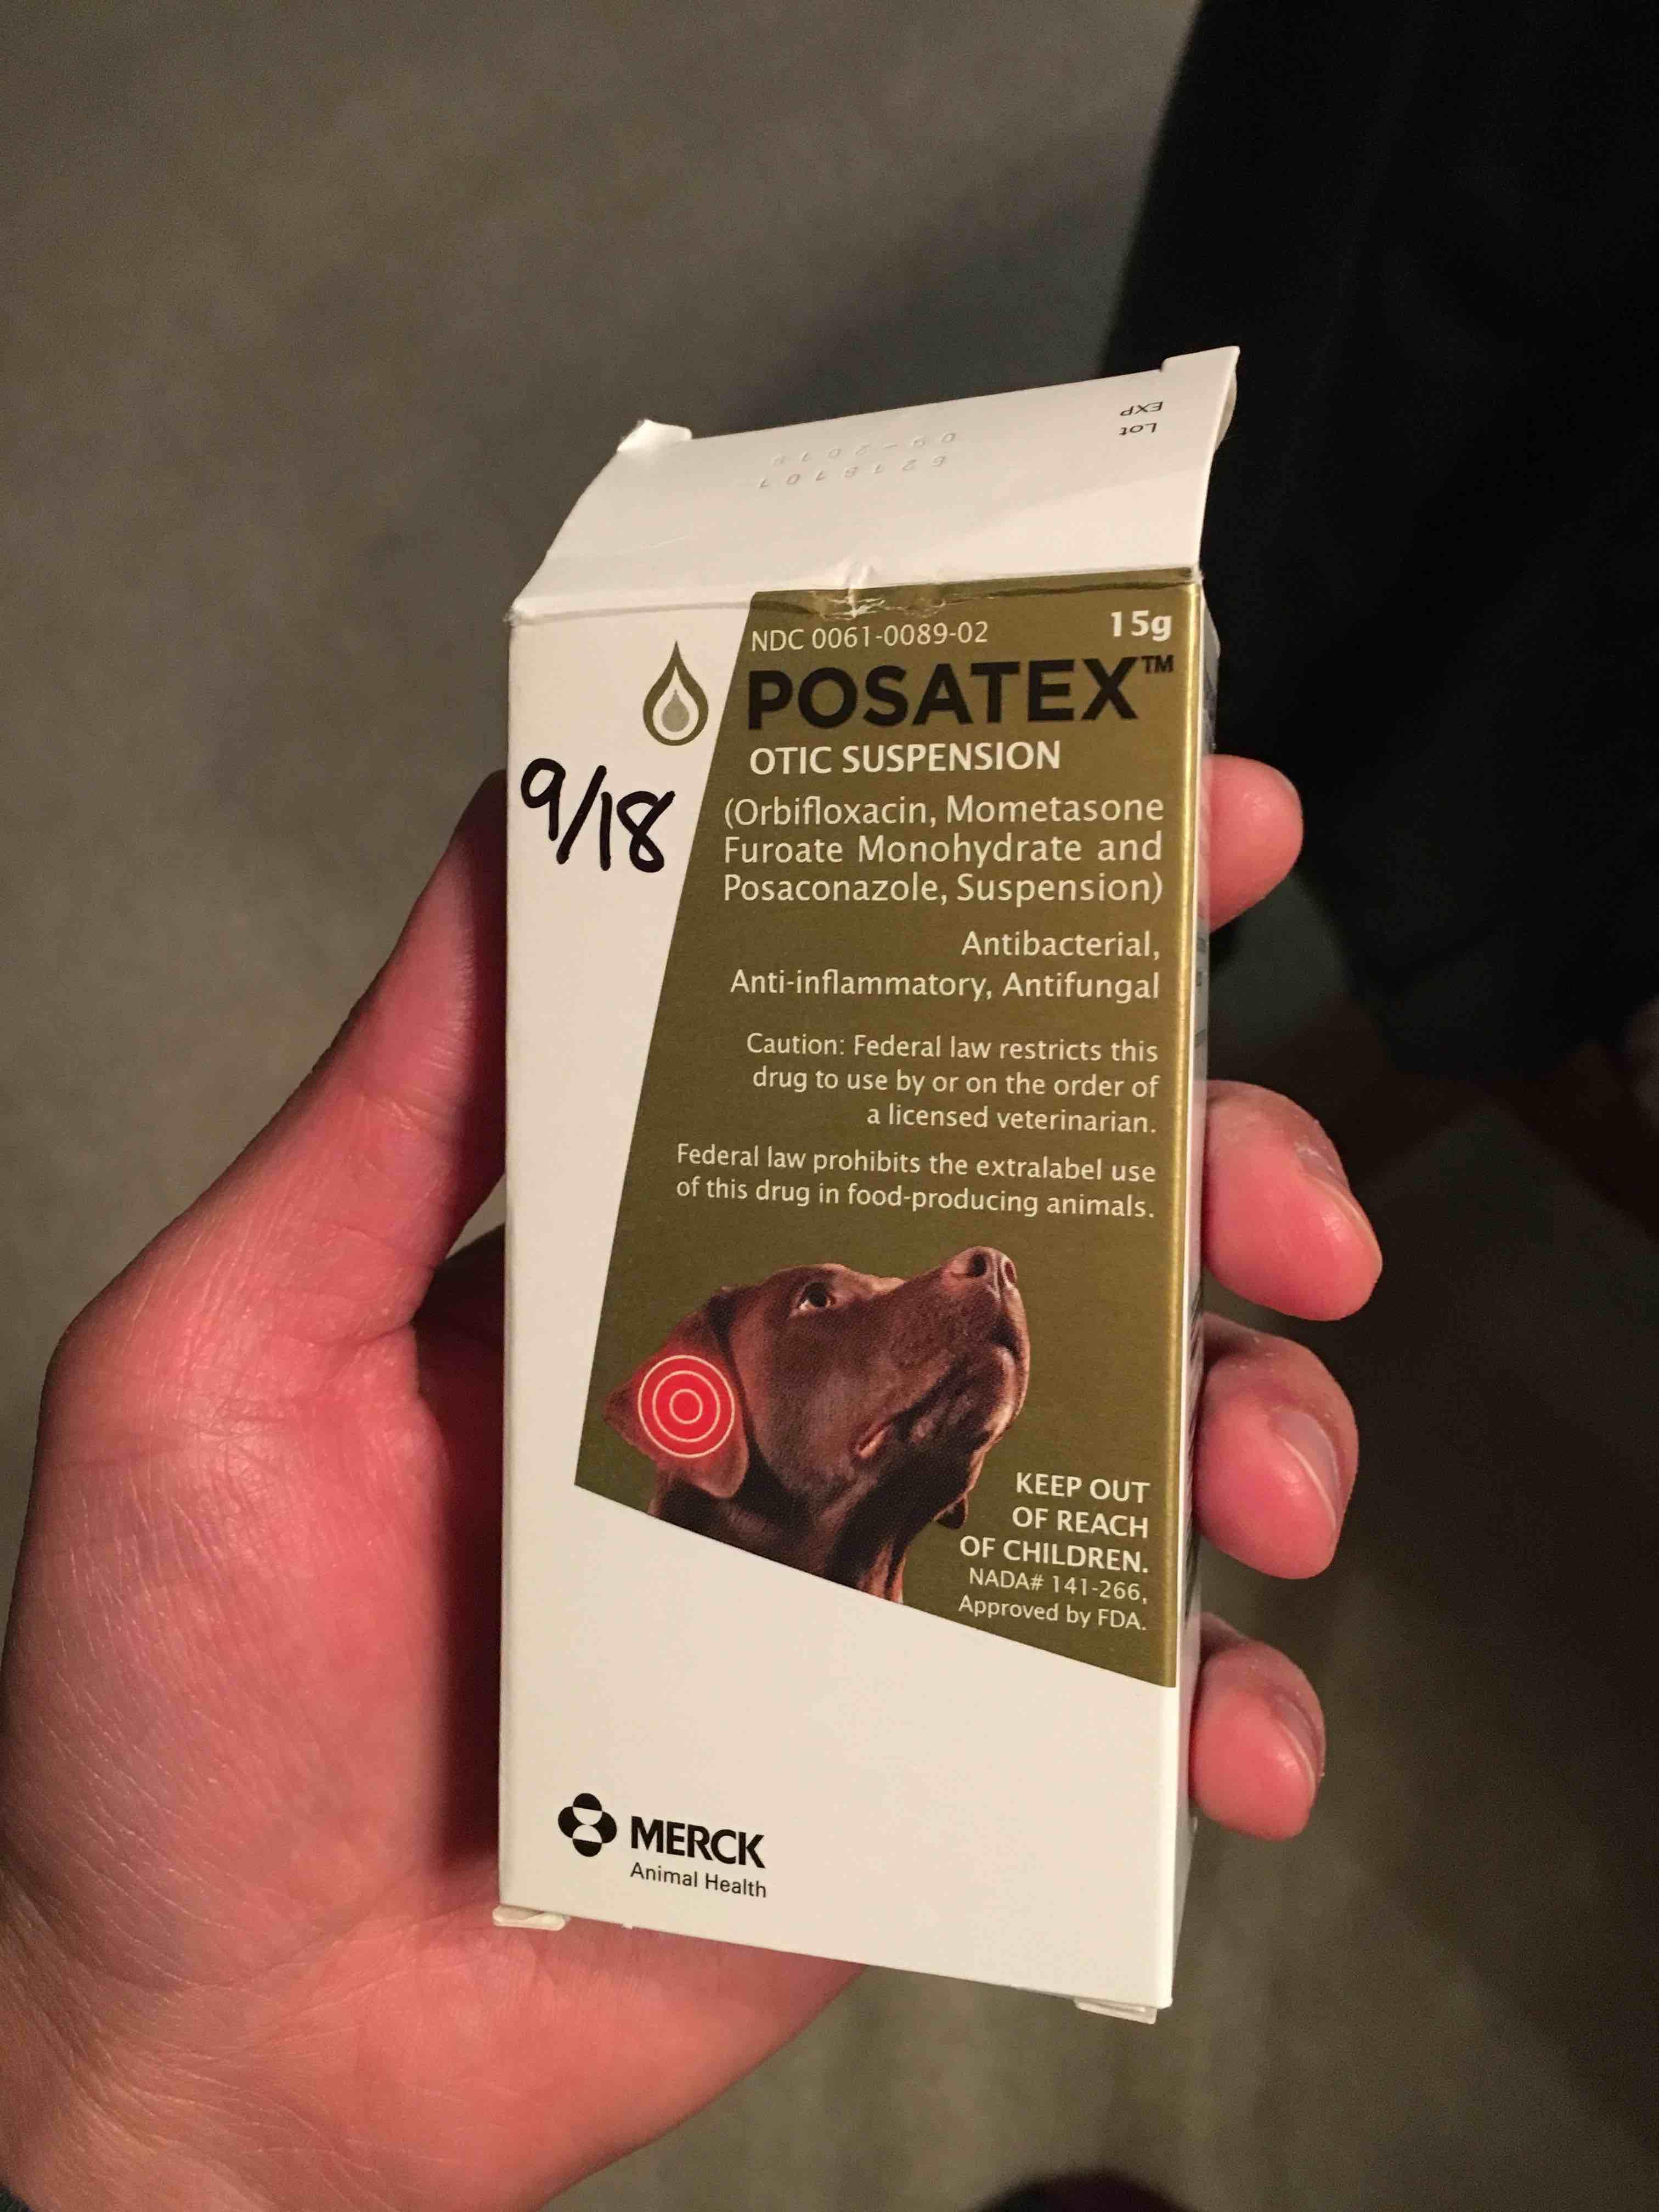 Lot
EXP
NDC 0061-0089-02
15g
POSATEX™
OTIC SUSPENSION
9/18
(Orbifloxacin, Mometasone
Furoate Monohydrate and
Posaconazole, Suspension)
Antibacterial,
Anti-inflammatory, Antifungal
Caution: Federal law restricts this
drug to use by or on the order of
a licensed veterinarian.
Federal law prohibits the extralabel use
of this drug in food-producing animals.
KEEP OUT
OF REACH
OF CHILDREN.
NADA# 141-266,
Approved by FDA.
MERCK
Animal Health